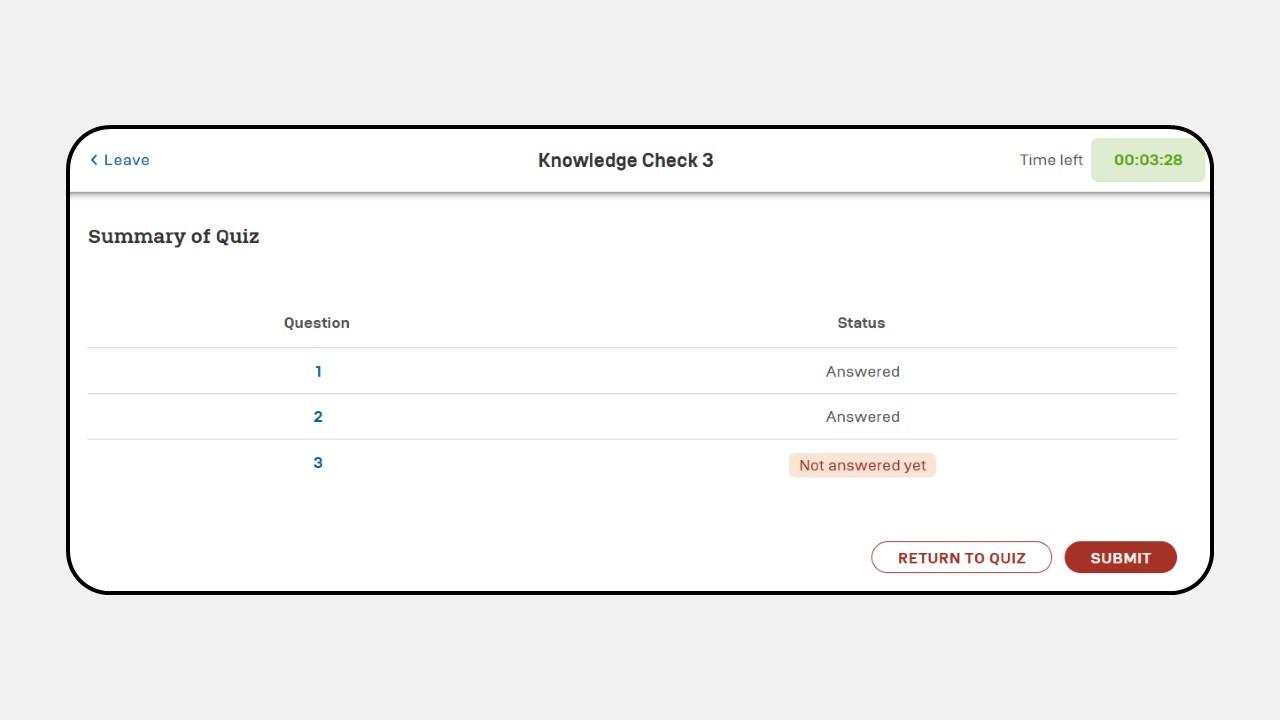 Leave
Knowledge Check 3
Time left 00:03:28
Summary of Quiz
Question Status
1 Answered
2 Answered
3 Not answered yet
RETURN TO QUIZ SUBMIT